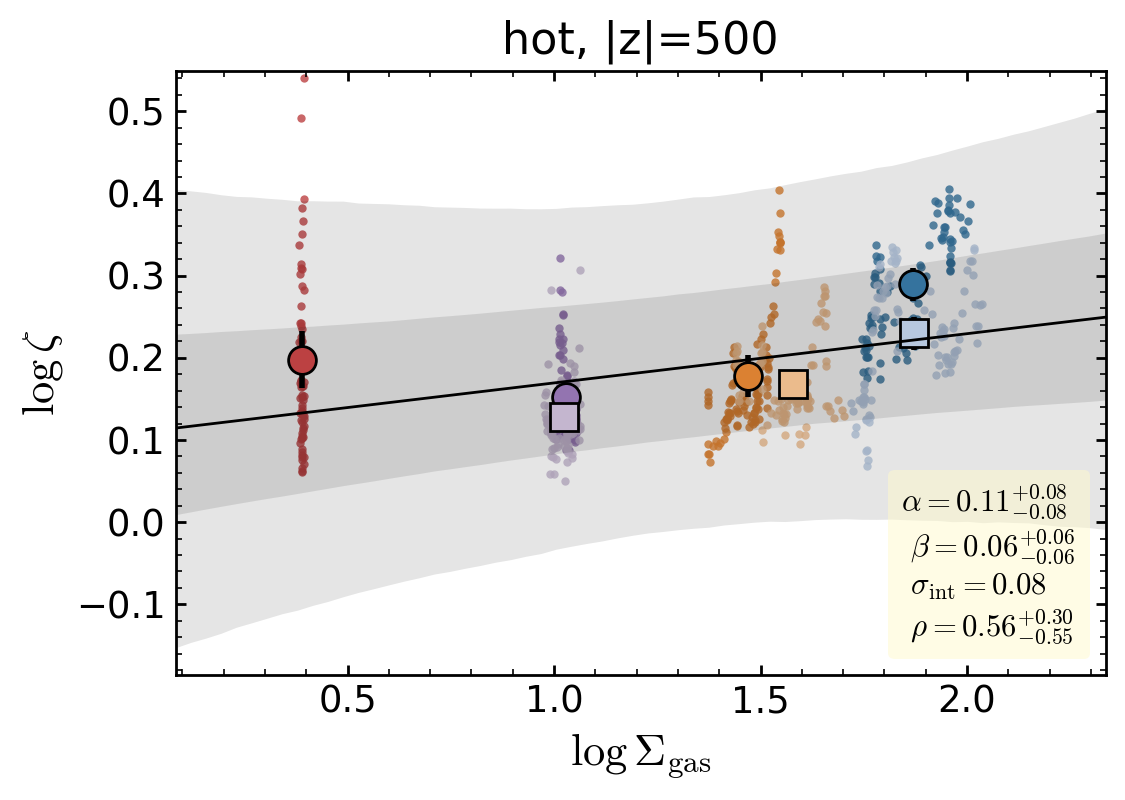 hot, |z|=500
log ζ
0.5
0.4
0.3
0.2
0.1
0.0
−0.1
α = 0.11^{+0.08}_{−0.08}
β = 0.06^{+0.06}_{−0.06}
σ_int = 0.08
ρ = 0.56^{+0.30}_{−0.55}
0.5 1.0 1.5 2.0
log Σ_gas